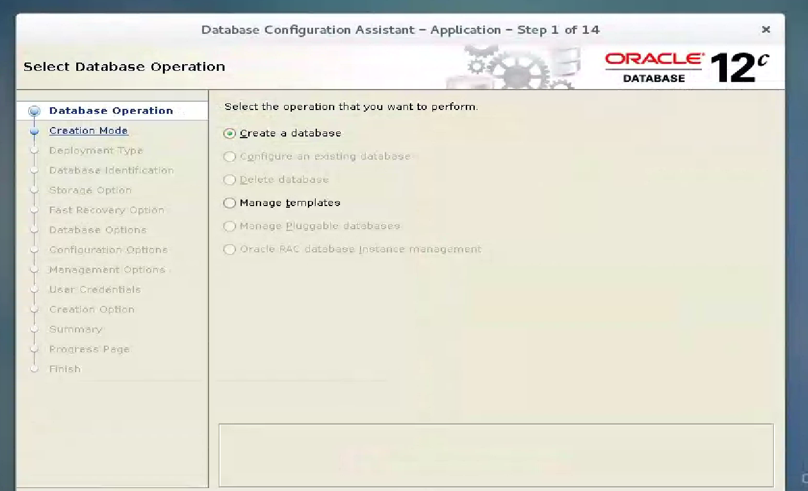 Database Configuration Assistant – Application – Step 1 of 14
Select Database Operation
ORACLE
DATABASE
12c
Database Operation
Creation Mode
Deployment Type
Database Identification
Storage Option
Fast Recovery Option
Database Options
Configuration Options
Management Options
User Credentials
Creation Option
Summary
Progress Page
Finish
Select the operation that you want to perform.
Create a database
Configure an existing database
Delete database
Manage templates
Manage Pluggable databases
Oracle RAC database Instance management